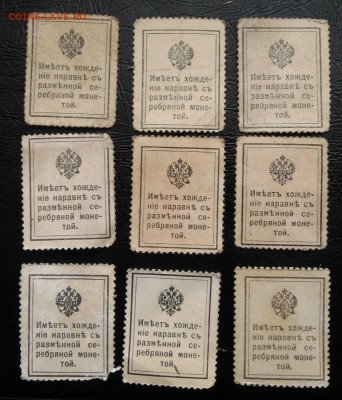 coinsclub.ru
Имѣетъ хожде-
ніе наравнѣ съ
размѣнной се-
ребряной моне-
той.
Имѣетъ хожде-
ніе наравнѣ съ
размѣнной се-
ребряной моне-
той.
Имѣетъ хожде-
ніе наравнѣ съ
размѣнной се-
ребряной моне-
той.
Имѣетъ хожде-
ніе наравнѣ съ
размѣнной се-
ребряной моне-
той.
Имѣетъ хожде-
ніе наравнѣ съ
размѣнной се-
ребряной моне-
той.
Имѣетъ хожде-
ніе наравнѣ съ
размѣнной се-
ребряной моне-
той.
Имѣетъ хожде-
ніе наравнѣ съ
размѣнной се-
ребряной моне-
той.
Имѣетъ хожде-
ніе наравнѣ съ
размѣнной се-
ребряной моне-
той.
Имѣетъ хожде-
ніе наравнѣ съ
размѣнной се-
ребряной моне-
той.